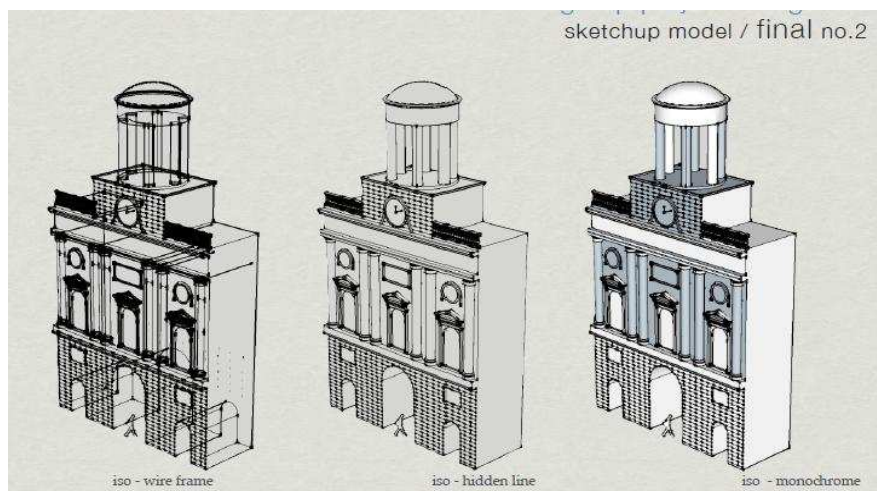 sketchup model / final no.2
iso - wire frame
iso - hidden line
iso - monochrome